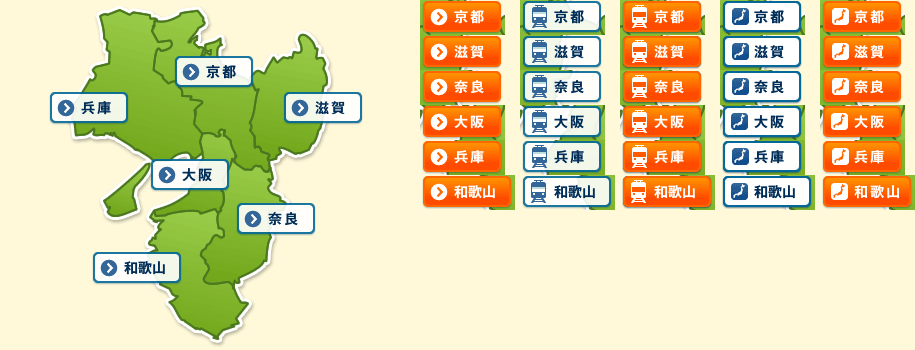 京都
兵庫
滋賀
大阪
奈良
和歌山
京都 京都 京都 京都 京都
滋賀 滋賀 滋賀 滋賀 滋賀
奈良 奈良 奈良 奈良 奈良
大阪 大阪 大阪 大阪 大阪
兵庫 兵庫 兵庫 兵庫 兵庫
和歌山 和歌山 和歌山 和歌山 和歌山